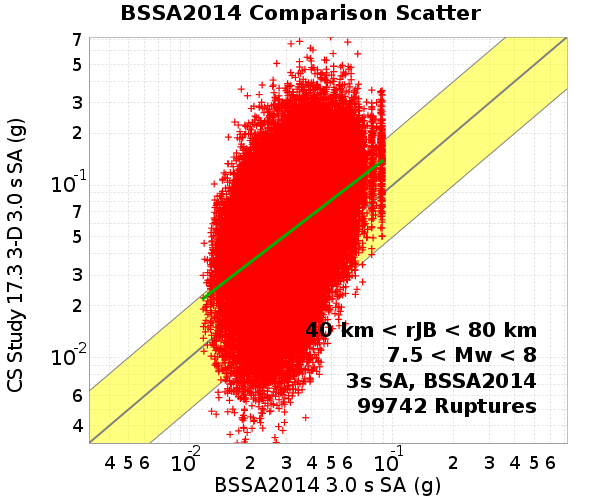 BSSA2014 Comparison Scatter
CS Study 17.3 3-D 3.0 s SA (g)
7
5
3
2
10^-1
7
5
3
2
10^-2
6
4
40 km < rJB < 80 km
7.5 < Mw < 8
3s SA, BSSA2014
99742 Ruptures
4 5 6 10^-2 2 3 4 5 6 10^-1 2 3 4 5 6
BSSA2014 3.0 s SA (g)